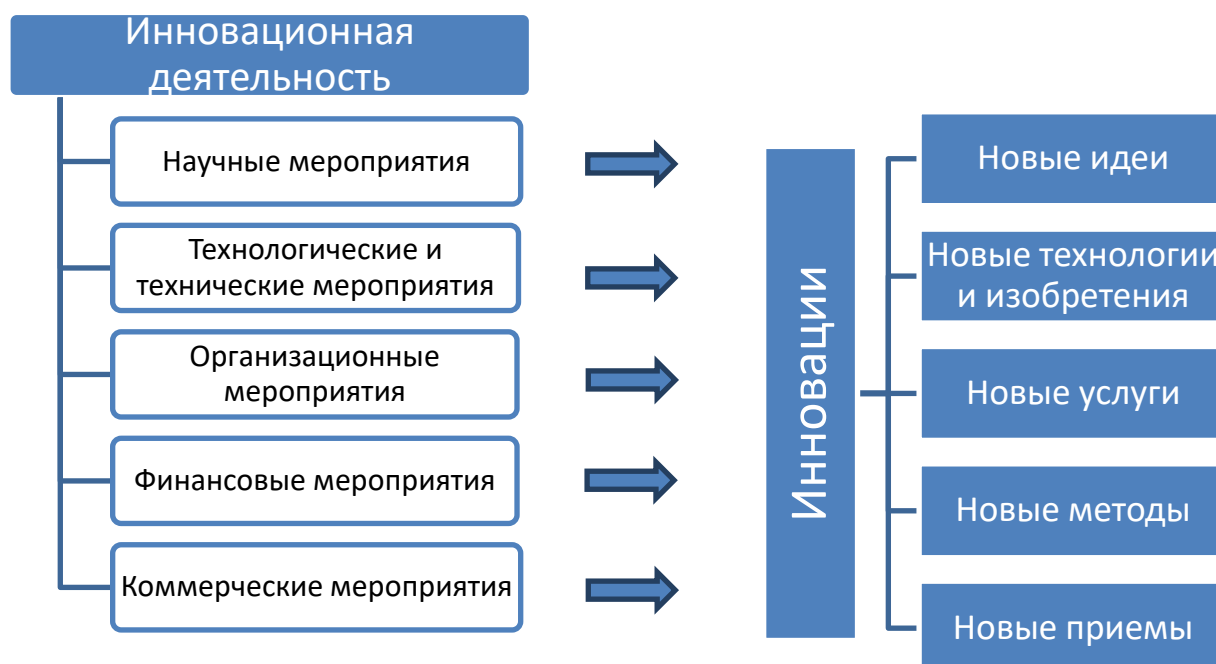 Инновационная
деятельность
Научные мероприятия
Технологические и
технические мероприятия
Организационные
мероприятия
Финансовые мероприятия
Коммерческие мероприятия
Инновации
Новые идеи
Новые технологии
и изобретения
Новые услуги
Новые методы
Новые приемы